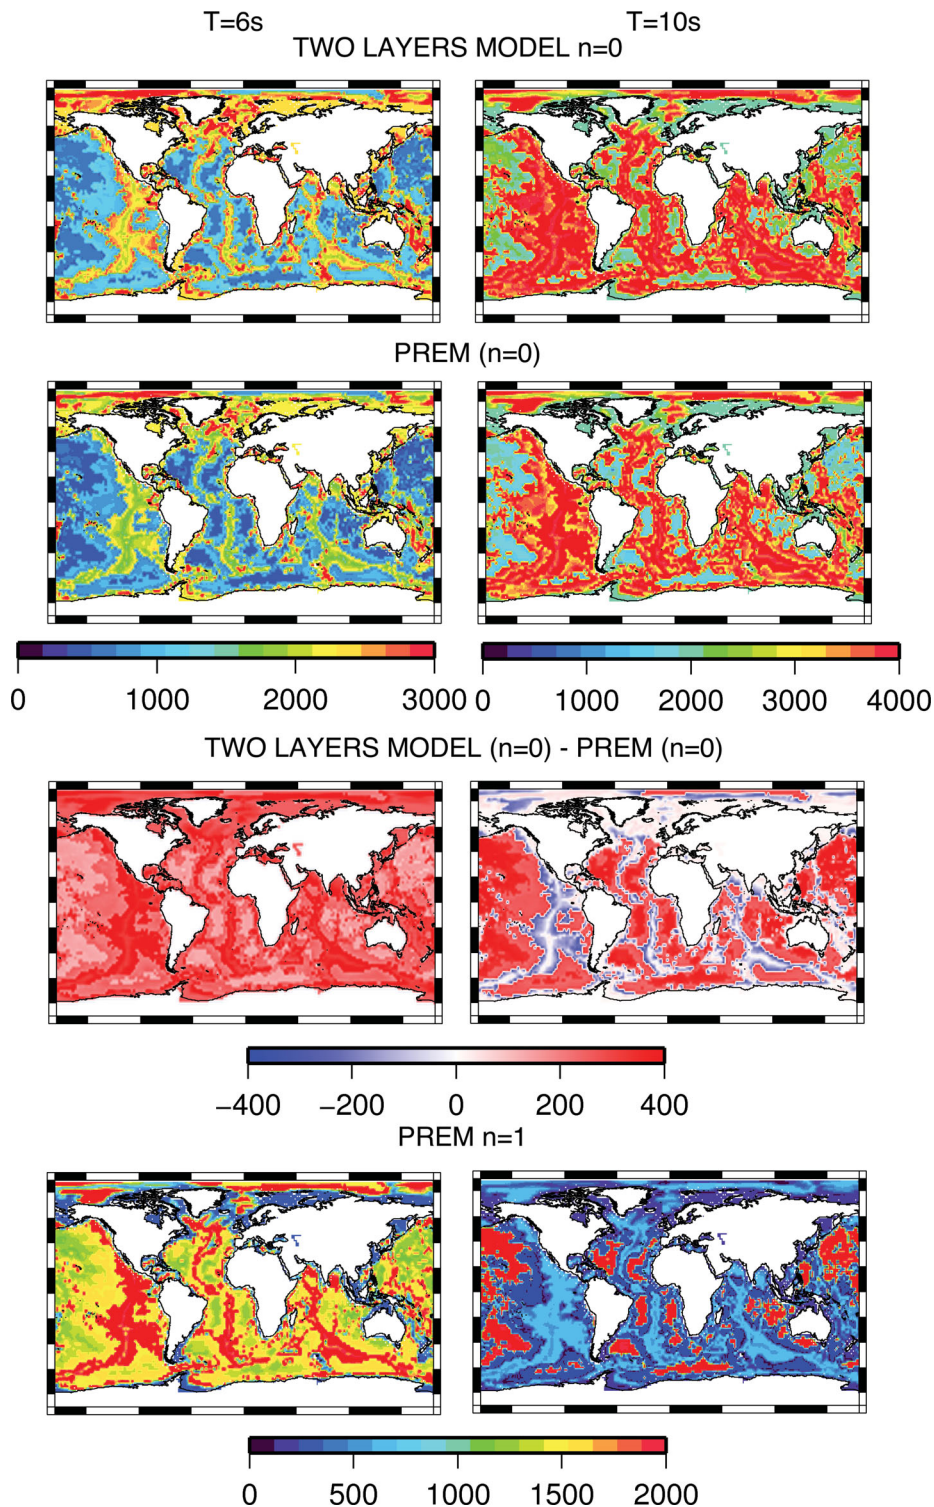 T=6s T=10s
TWO LAYERS MODEL n=0
PREM (n=0)
0 1000 2000 3000 0 1000 2000 3000 4000
TWO LAYERS MODEL (n=0) - PREM (n=0)
−400 −200 0 200 400
PREM n=1
0 500 1000 1500 2000